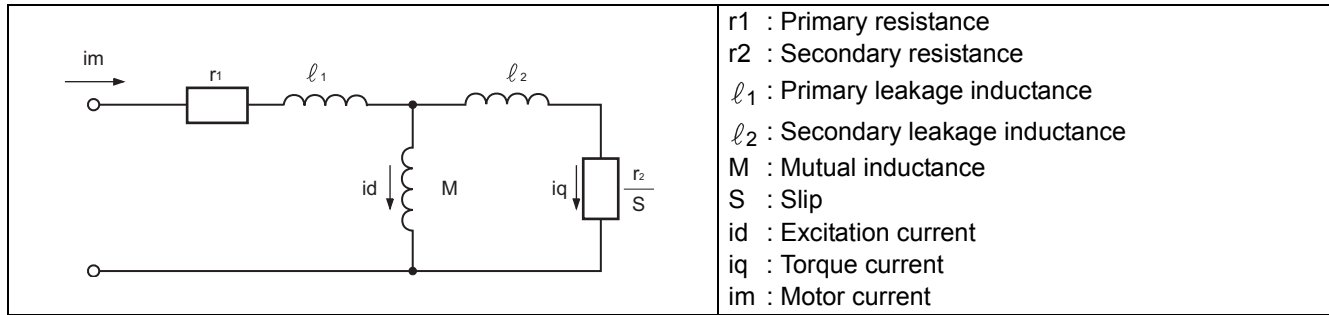 im
r1
ℓ1
ℓ2
id
M
iq
r2
S
r1 : Primary resistance
r2 : Secondary resistance
ℓ1 : Primary leakage inductance
ℓ2 : Secondary leakage inductance
M : Mutual inductance
S : Slip
id : Excitation current
iq : Torque current
im : Motor current